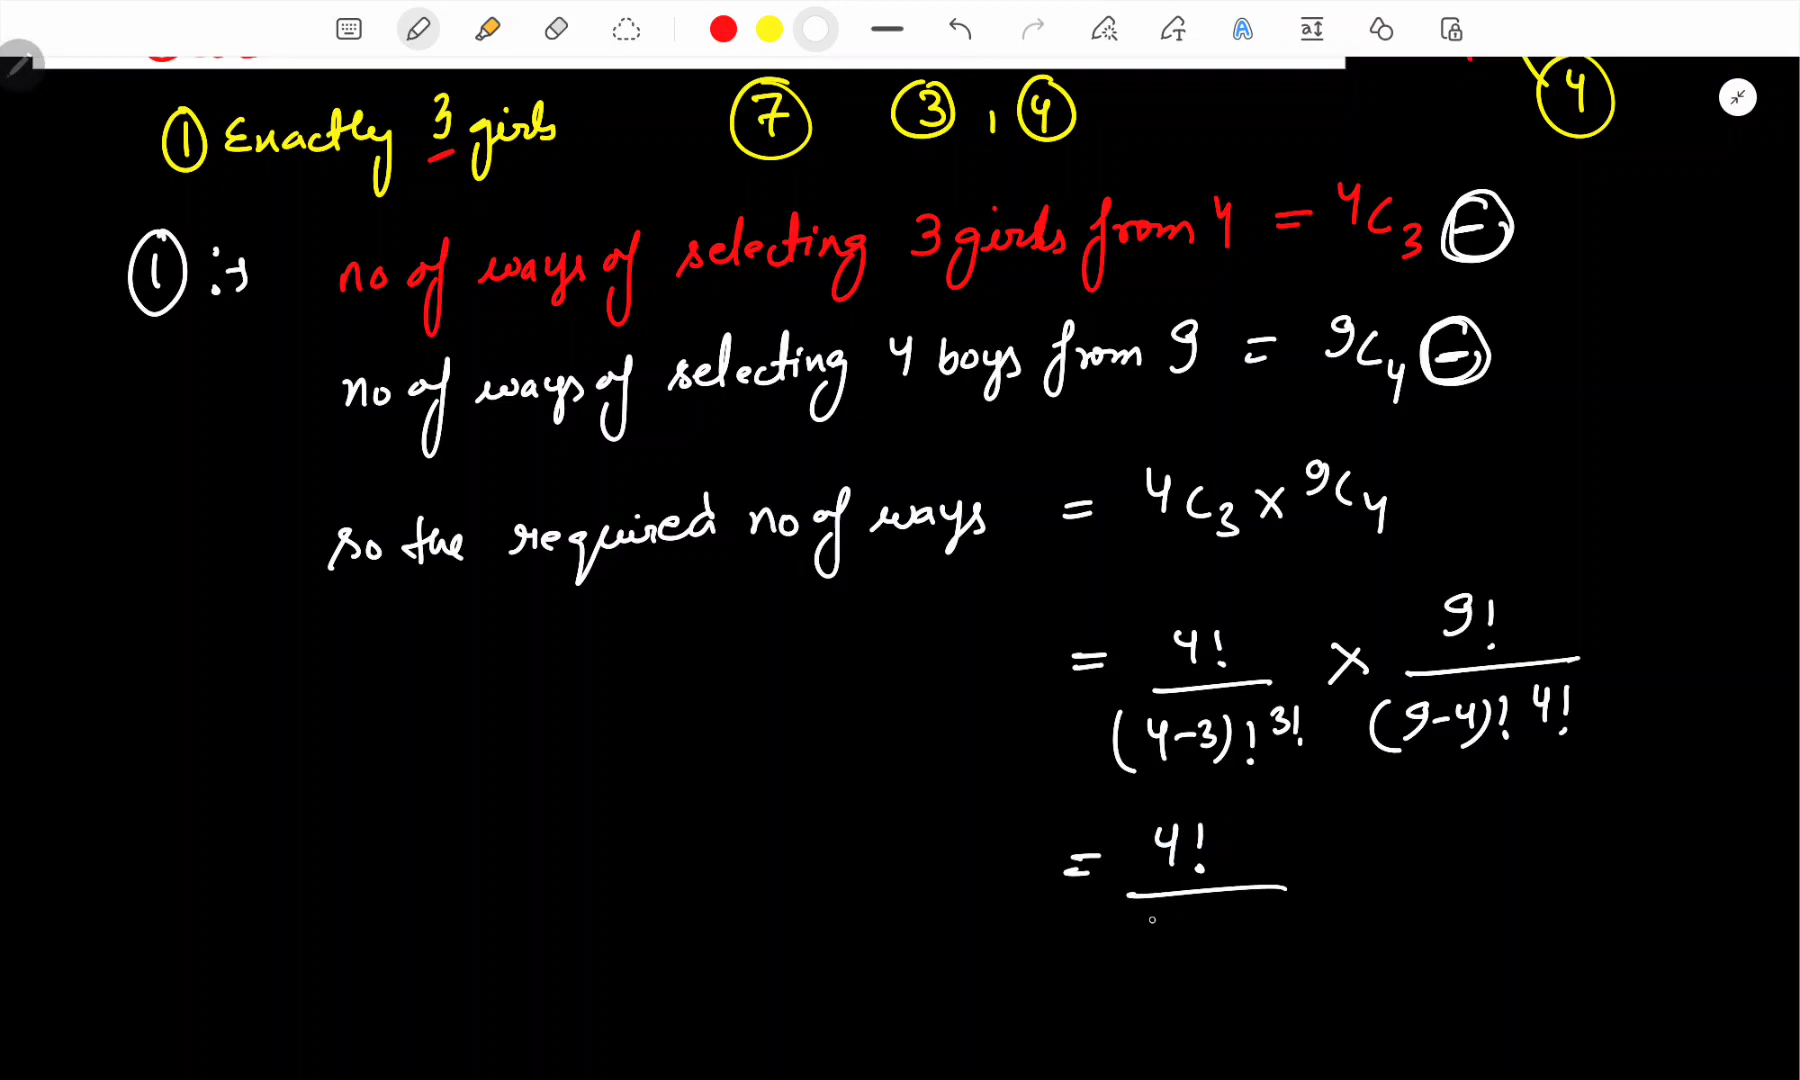 ① Exactly 3 girls ⑦ ③ , ④ ④
① :→ no of ways of selecting 3 girls from 4 = ⁴C₃
no of ways of selecting 4 boys from 9 = ⁹C₄
so the required no of ways = ⁴C₃ × ⁹C₄
= 4! / (4-3)! 3! × 9! / (9-4)! 4!
= 4!